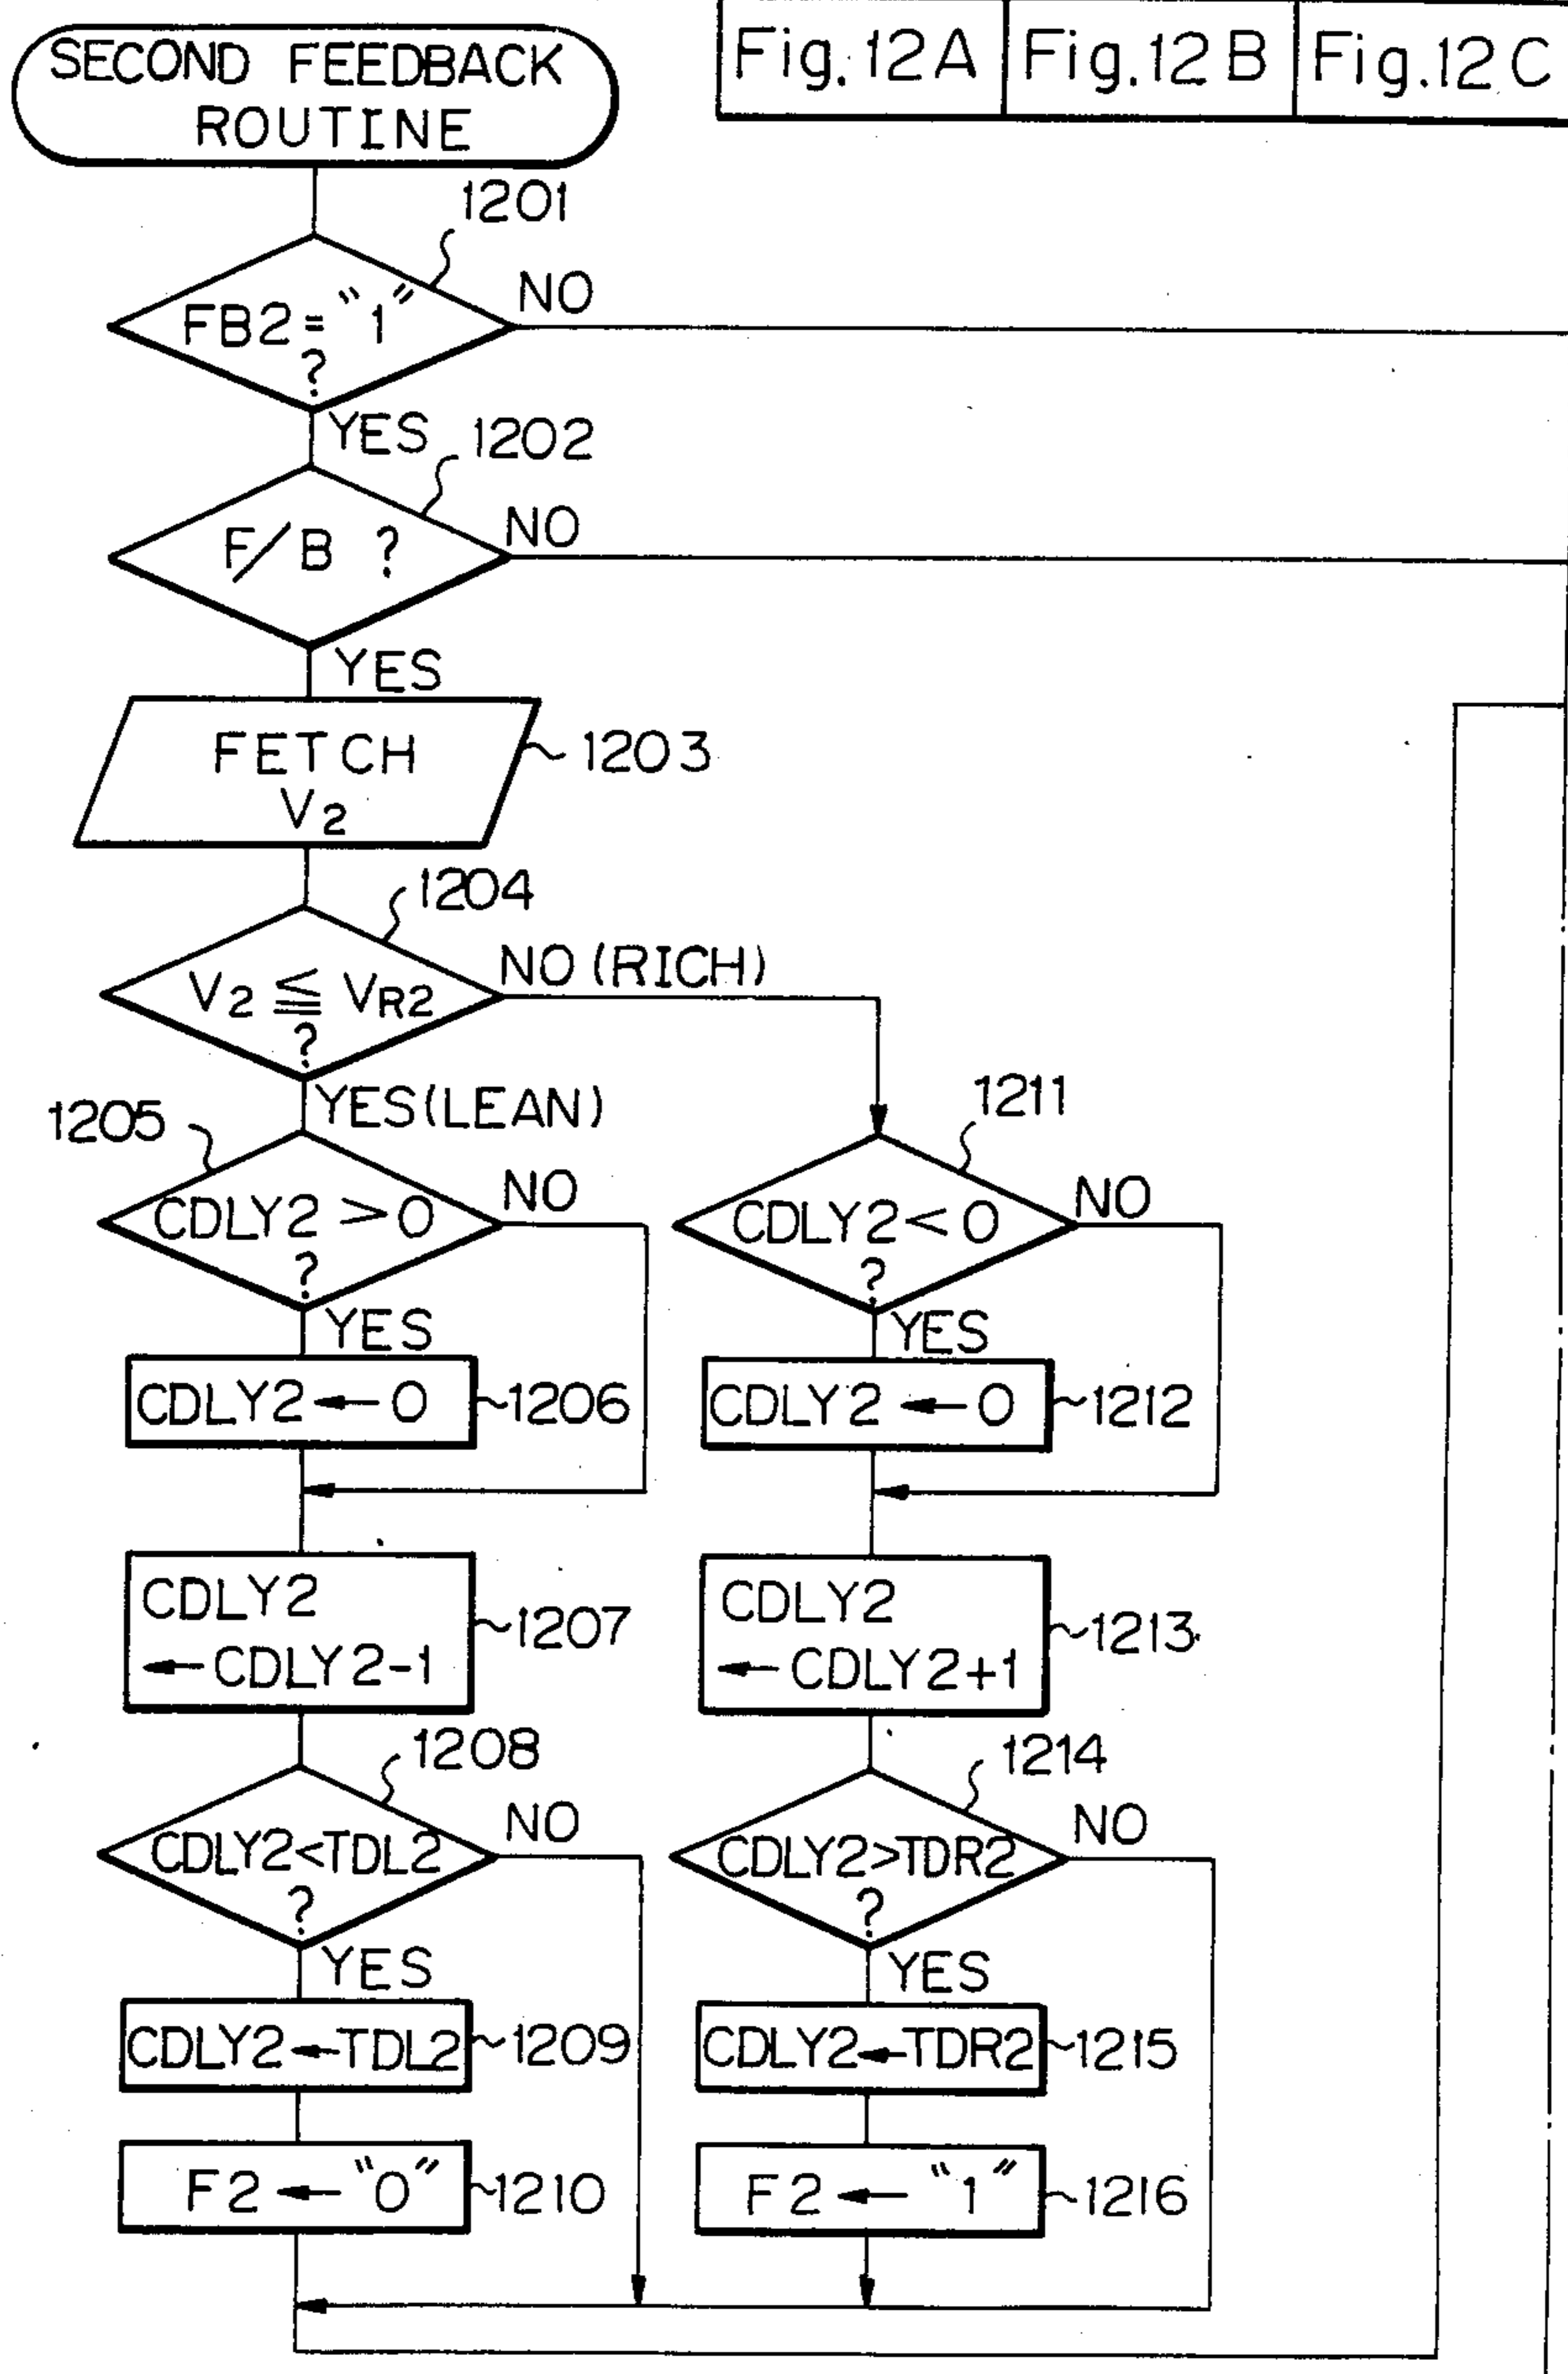 SECOND FEEDBACK
ROUTINE
Fig.12A
Fig.12B
Fig.12C
1201
FB2="1"
?
NO
YES
1202
F/B ?
NO
YES
FETCH
V2
1203
1204
V2 ≦ VR2
?
NO (RICH)
YES(LEAN)
1205
CDLY2 > 0
?
NO
YES
1211
CDLY2 < 0
?
NO
YES
CDLY2 ← 0
1206
CDLY2 ← 0
1212
CDLY2
← CDLY2-1
1207
CDLY2
← CDLY2+1
1213
1208
CDLY2<TDL2
?
NO
YES
1214
CDLY2>TDR2
?
NO
YES
CDLY2←TDL2
1209
CDLY2←TDR2
1215
F2 ← "0"
1210
F2 ← "1"
1216